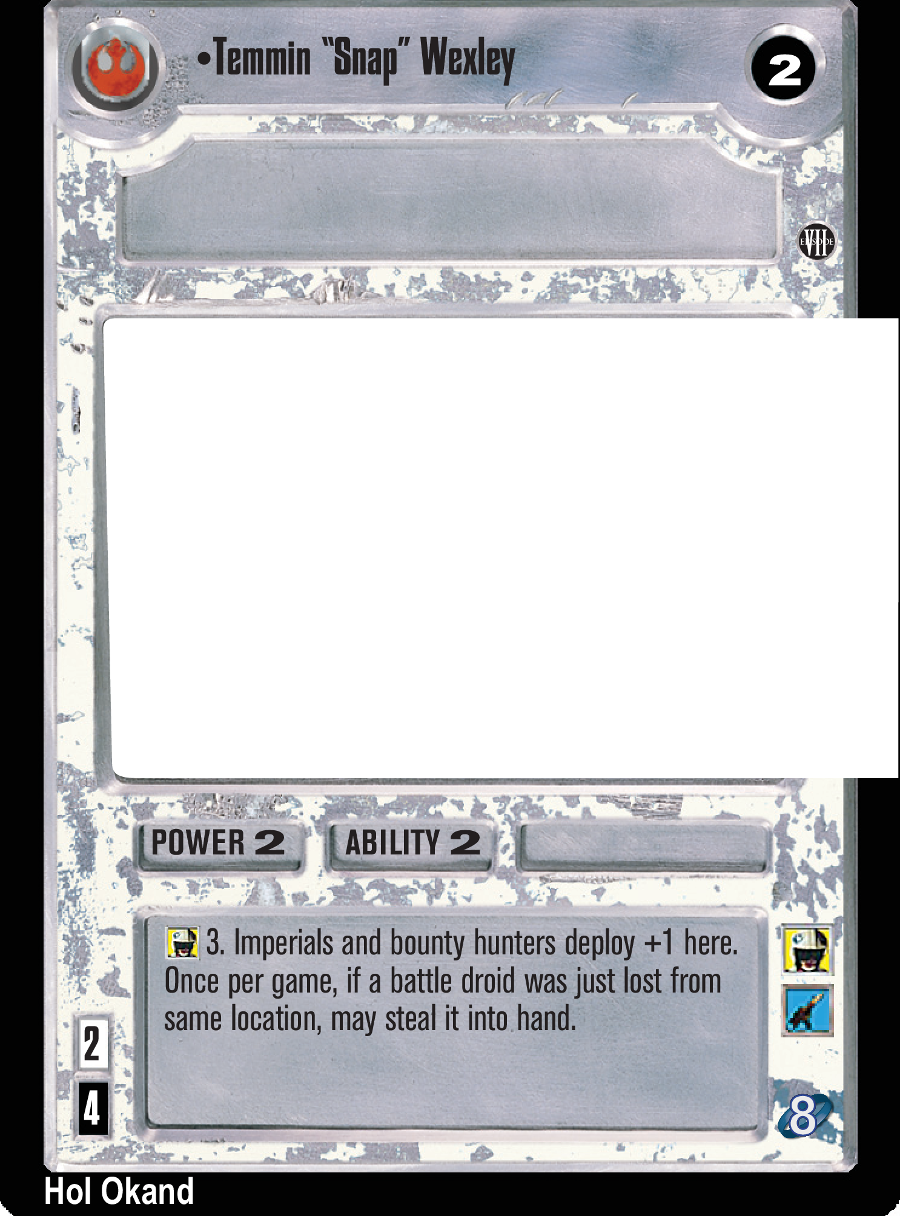 •Temmin “Snap” Wexley
2
EPISODE VII
POWER 2
ABILITY 2
3. Imperials and bounty hunters deploy +1 here.
Once per game, if a battle droid was just lost from
same location, may steal it into hand.
2
4
8
Hol Okand